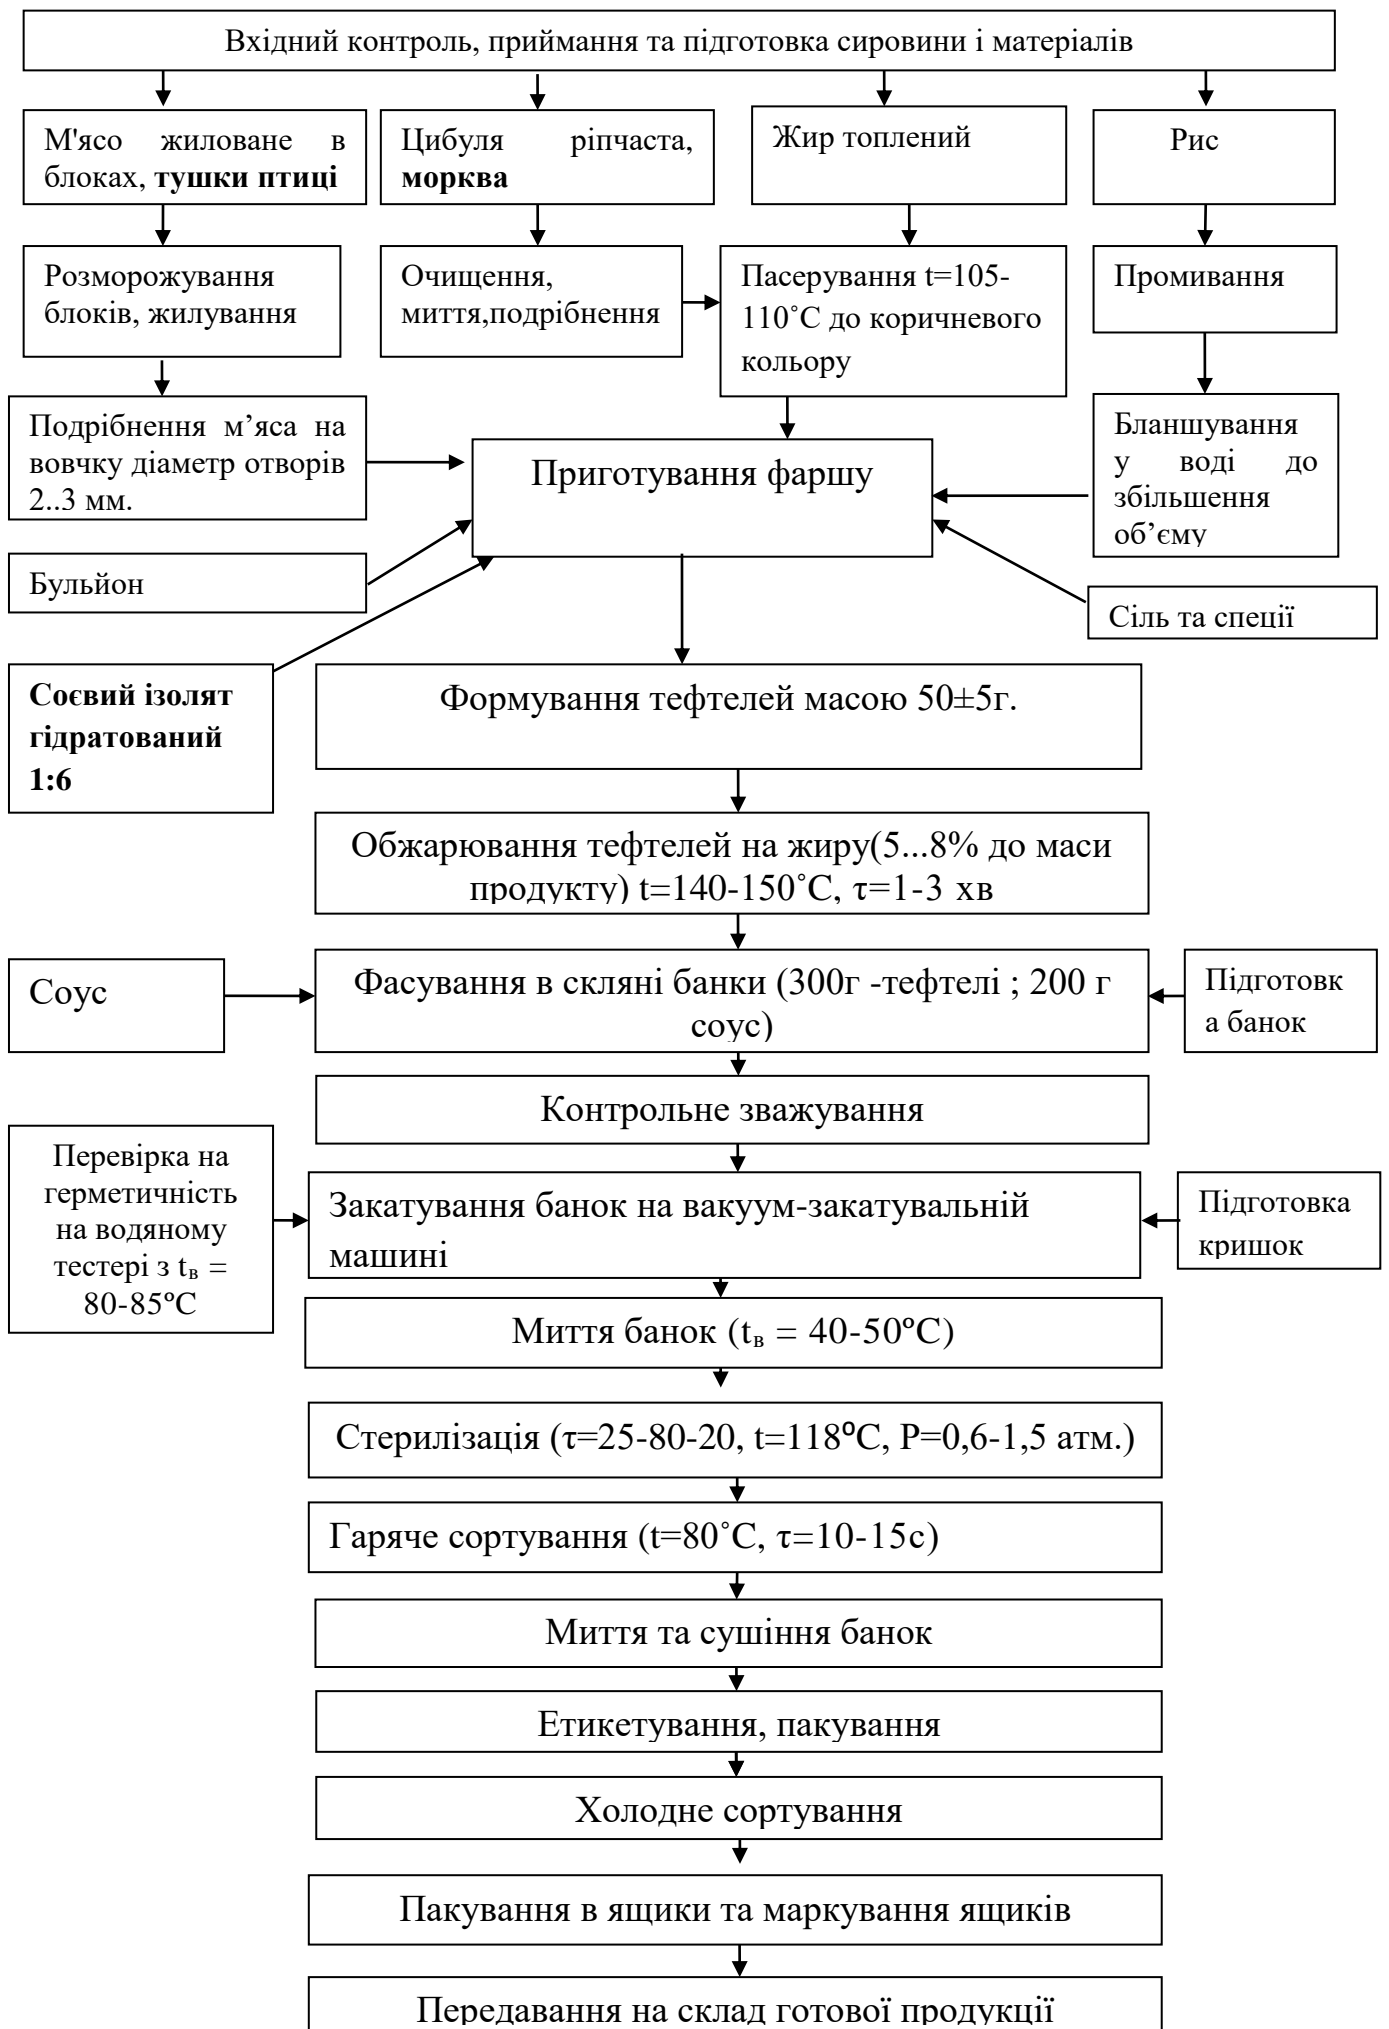 Вхідний контроль, приймання та підготовка сировини і матеріалів
М'ясо жиловане в
блоках, тушки птиці
Цибуля ріпчаста,
морква
Жир топлений
Рис
Розморожування
блоків, жилування
Очищення,
миття,подрібнення
Пасерування t=105-
110˚С до коричневого
кольору
Промивання
Подрібнення м’яса на
вовчку діаметр отворів
2..3 мм.
Приготування фаршу
Бланшування
у воді до
збільшення
об’єму
Бульйон
Сіль та спеції
Соєвий ізолят
гідратований
1:6
Формування тефтелей масою 50±5г.
Обжарювання тефтелей на жиру(5...8% до маси
продукту) t=140-150˚С, τ=1-3 хв
Соус
Фасування в скляні банки (300г -тефтелі ; 200 г
соус)
Підготовк
а банок
Контрольне зважування
Перевірка на
герметичність
на водяному
тестері з tв =
80-85ºС
Закатування банок на вакуум-закатувальній
машині
Підготовка
кришок
Миття банок (tв = 40-50ºС)
Стерилізація (τ=25-80-20, t=118⁰С, Р=0,6-1,5 атм.)
Гаряче сортування (t=80˚С, τ=10-15с)
Миття та сушіння банок
Етикетування, пакування
Холодне сортування
Пакування в ящики та маркування ящиків
Передавання на склад готової продукції